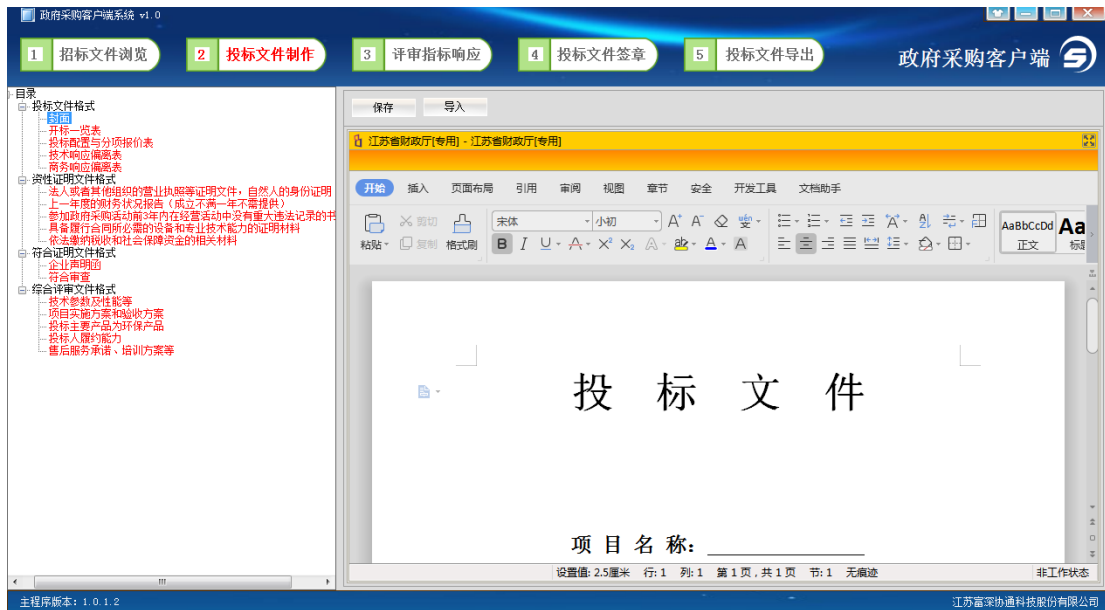 政府采购客户端系统 v1.0
1 招标文件浏览 2 投标文件制作 3 评审指标响应 4 投标文件签章 5 投标文件导出 政府采购客户端
目录
投标文件格式
封面
开标一览表
投标配置与分项报价表
技术响应偏离表
商务响应偏离表
资性证明文件格式
法人或者其他组织的营业执照等证明文件，自然人的身份证明
上一年度的财务状况报告（成立不满一年不需提供）
参加政府采购活动前3年内在经营活动中没有重大违法记录的书
具备履行合同所必需的设备和专业技术能力的证明材料
依法缴纳税收和社会保障资金的相关材料
符合证明文件格式
企业声明函
符合审查
综合评审文件格式
技术参数及性能等
项目实施方案和验收方案
投标主要产品为环保产品
投标人履约能力
售后服务承诺、培训方案等
保存 导入
江苏省财政厅[专用] - 江苏省财政厅[专用]
开始 插入 页面布局 引用 审阅 视图 章节 安全 开发工具 文档助手
剪切 宋体 小初 A⁺ A⁻ AaBbCcDd Aa
粘贴 复制 格式刷 B I U A X² X₂ A ab A A 正文 标题
投 标 文 件
项 目 名 称：
设置值: 2.5厘米 行: 1 列: 1 第 1 页 , 共 1 页 节: 1 无痕迹 非工作状态
主程序版本: 1.0.1.2 江苏富深协通科技股份有限公司